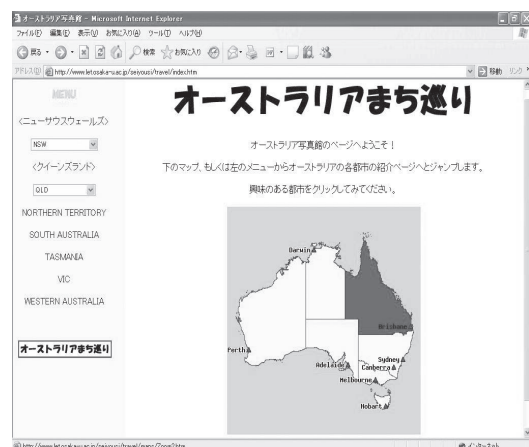 オーストラリア写真館 - Microsoft Internet Explorer
ファイル(F) 編集(E) 表示(V) お気に入り(A) ツール(T) ヘルプ(H)
戻る 検索 お気に入り
アドレス(D) http://www.let.osaka-u.ac.jp/seiyousi/travel/index.htm 移動 リンク
MENU
<ニューサウスウェールズ>
NSW
<クイーンズランド>
QLD
NORTHERN TERRITORY
SOUTH AUSTRALIA
TASMANIA
VIC
WESTERN AUSTRALIA
オーストラリアまち巡り
オーストラリアまち巡り
オーストラリア写真館のページへようこそ！
下のマップ、もしくは左のメニューからオーストラリアの各都市の紹介ページへとジャンプします。
興味のある都市をクリックしてみてください。
Darwin
Brisbane
Perth
Adelaide
Sydney
Canberra
Melbourne
Hobart
インターネット